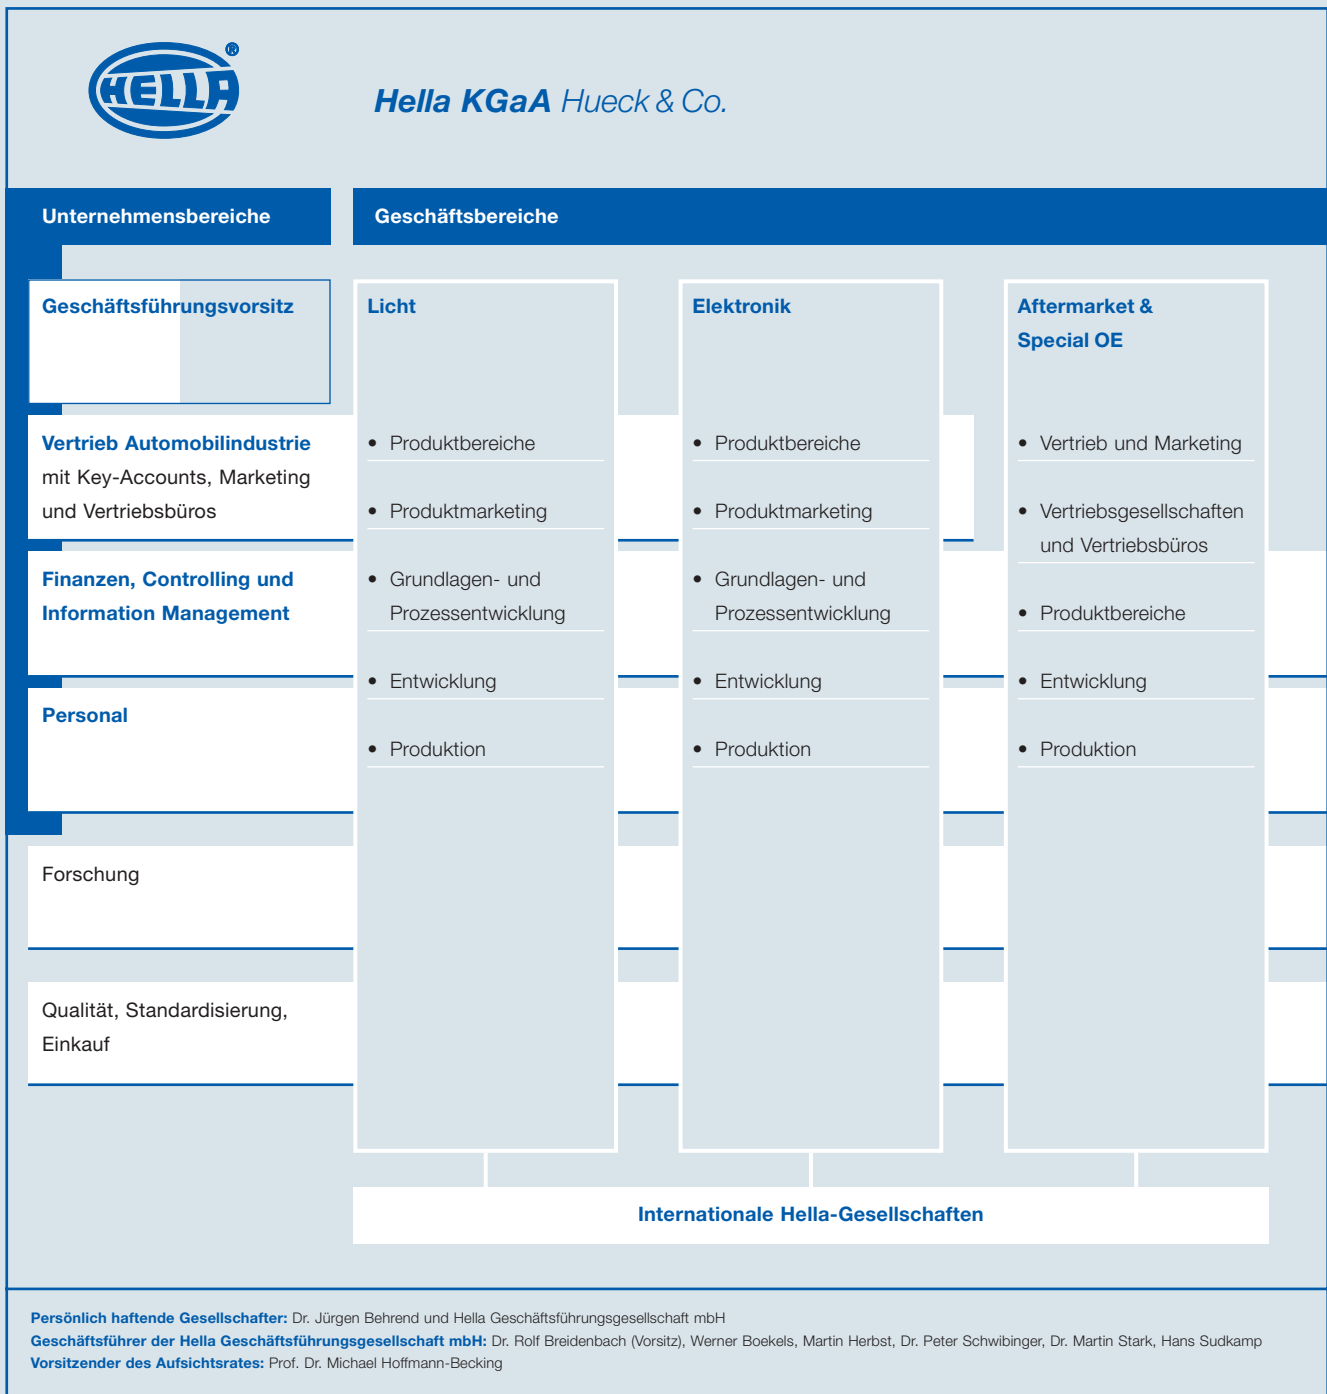 HELLA®
Hella KGaA Hueck & Co.
Unternehmensbereiche
Geschäftsbereiche
Geschäftsführungsvorsitz
Vertrieb Automobilindustrie
mit Key-Accounts, Marketing
und Vertriebsbüros
Finanzen, Controlling und
Information Management
Personal
Forschung
Qualität, Standardisierung,
Einkauf
Licht
• Produktbereiche
• Produktmarketing
• Grundlagen- und
Prozessentwicklung
• Entwicklung
• Produktion
Elektronik
• Produktbereiche
• Produktmarketing
• Grundlagen- und
Prozessentwicklung
• Entwicklung
• Produktion
Aftermarket &
Special OE
• Vertrieb und Marketing
• Vertriebsgesellschaften
und Vertriebsbüros
• Produktbereiche
• Entwicklung
• Produktion
Internationale Hella-Gesellschaften
Persönlich haftende Gesellschafter: Dr. Jürgen Behrend und Hella Geschäftsführungsgesellschaft mbH
Geschäftsführer der Hella Geschäftsführungsgesellschaft mbH: Dr. Rolf Breidenbach (Vorsitz), Werner Boekels, Martin Herbst, Dr. Peter Schwibinger, Dr. Martin Stark, Hans Sudkamp
Vorsitzender des Aufsichtsrates: Prof. Dr. Michael Hoffmann-Becking